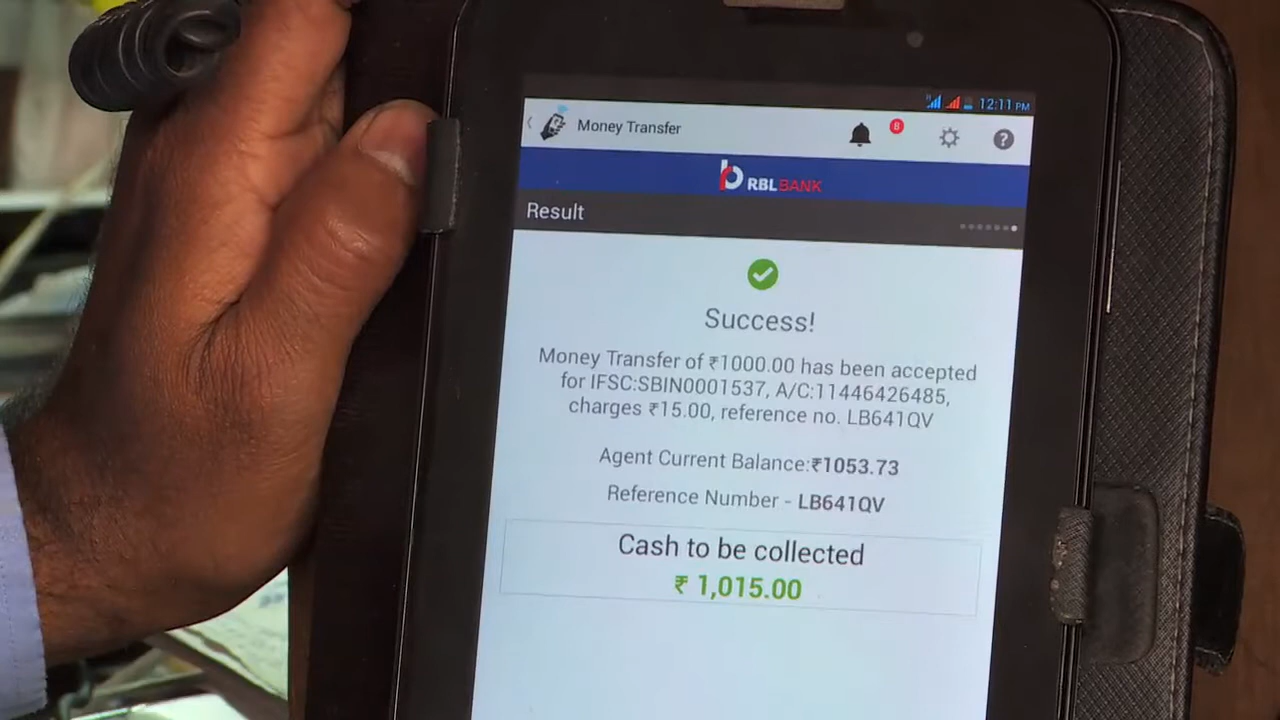 12:11 PM
Money Transfer
8
?
RBL BANK
Result
Success!
Money Transfer of ₹1000.00 has been accepted
for IFSC:SBIN0001537, A/C:11446426485,
charges ₹15.00, reference no. LB641QV
Agent Current Balance:₹1053.73
Reference Number - LB641QV
Cash to be collected
₹ 1,015.00